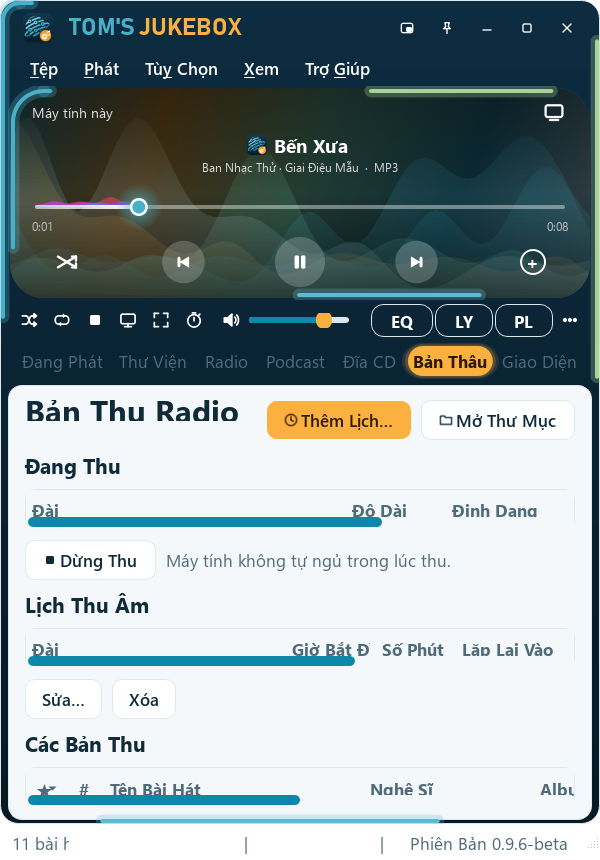 TOM'S JUKEBOX
Tệp Phát Tùy Chọn Xem Trợ Giúp
Máy tính này
Bến Xưa
Ban Nhạc Thử · Giai Điệu Mẫu · MP3
0:01 0:08
EQ LY PL
Đang Phát Thư Viện Radio Podcast Đĩa CD Bản Thâu Giao Diện
Bản Thu Radio
Thêm Lịch... Mở Thư Mục
Đang Thu
Đài Độ Dài Định Dạng
Dừng Thu Máy tính không tự ngủ trong lúc thu.
Lịch Thu Âm
Đài Giờ Bắt Số Phút Lặp Lại Vào
Sửa... Xóa
Các Bản Thu
# Tên Bài Hát Nghệ Sĩ
11 bài Phiên Bản 0.9.6-beta